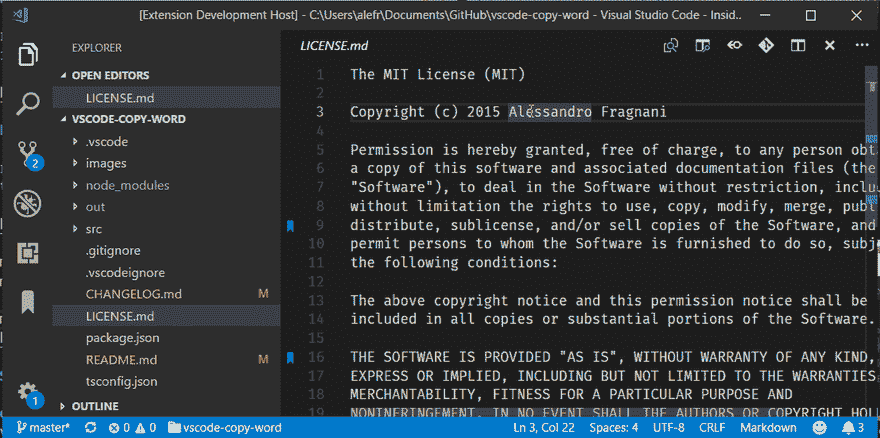 [Extension Development Host] - C:\Users\alefr\Documents\GitHub\vscode-copy-word - Visual Studio Code - Insid...
EXPLORER
OPEN EDITORS
LICENSE.md
VSCODE-COPY-WORD
.vscode
images
node_modules
out
src
.gitignore
.vscodeignore
CHANGELOG.md M
LICENSE.md
package.json
README.md M
tsconfig.json
OUTLINE
2
1
LICENSE.md
1 The MIT License (MIT)
2
3 Copyright (c) 2015 Alessandro Fragnani
4
5 Permission is hereby granted, free of charge, to any person obt
6 a copy of this software and associated documentation files (the
7 "Software"), to deal in the Software without restriction, inclu
8 without limitation the rights to use, copy, modify, merge, publ
9 distribute, sublicense, and/or sell copies of the Software, and
10 permit persons to whom the Software is furnished to do so, subj
11 the following conditions:
12
13 The above copyright notice and this permission notice shall be
14 included in all copies or substantial portions of the Software.
15
16 THE SOFTWARE IS PROVIDED "AS IS", WITHOUT WARRANTY OF ANY KIND,
17 EXPRESS OR IMPLIED, INCLUDING BUT NOT LIMITED TO THE WARRANTIES
18 MERCHANTABILITY, FITNESS FOR A PARTICULAR PURPOSE AND
19 NONINFRINGEMENT. IN NO EVENT SHALL THE AUTHORS OR COPYRIGHT HOL
master* 0 0 vscode-copy-word Ln 3, Col 22 Spaces: 4 UTF-8 CRLF Markdown 3